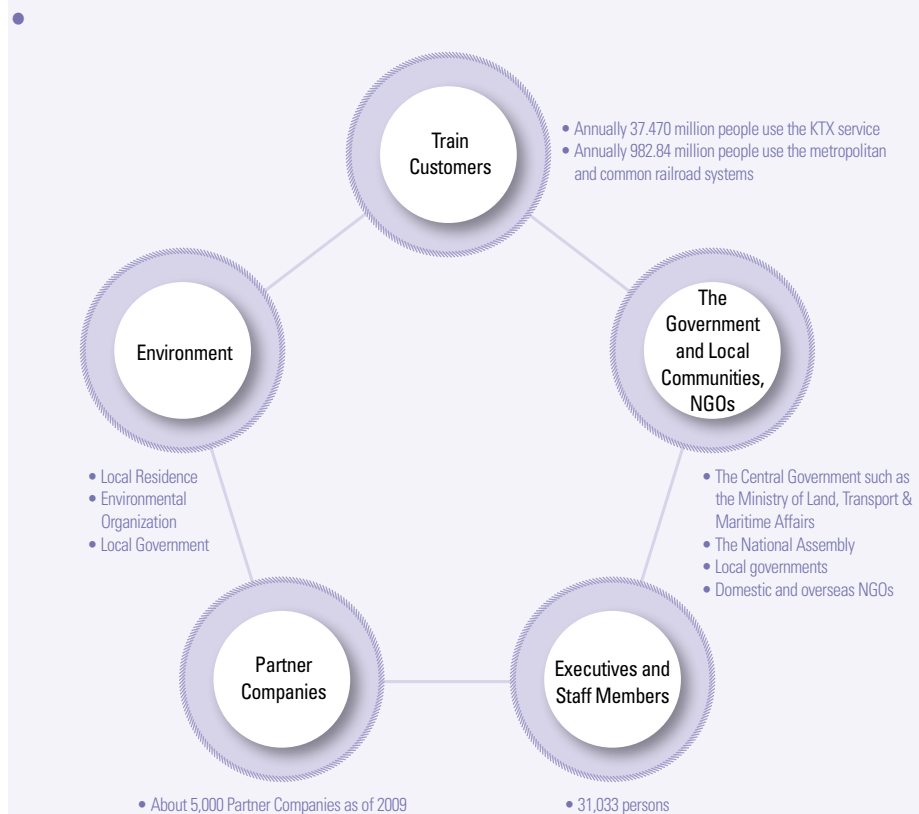 Train
Customers
• Annually 37.470 million people use the KTX service
• Annually 982.84 million people use the metropolitan
and common railroad systems
Environment
• Local Residence
• Environmental
Organization
• Local Government
The
Government
and Local
Communities,
NGOs
• The Central Government such as
the Ministry of Land, Transport &
Maritime Affairs
• The National Assembly
• Local governments
• Domestic and overseas NGOs
Partner
Companies
• About 5,000 Partner Companies as of 2009
Executives and
Staff Members
• 31,033 persons